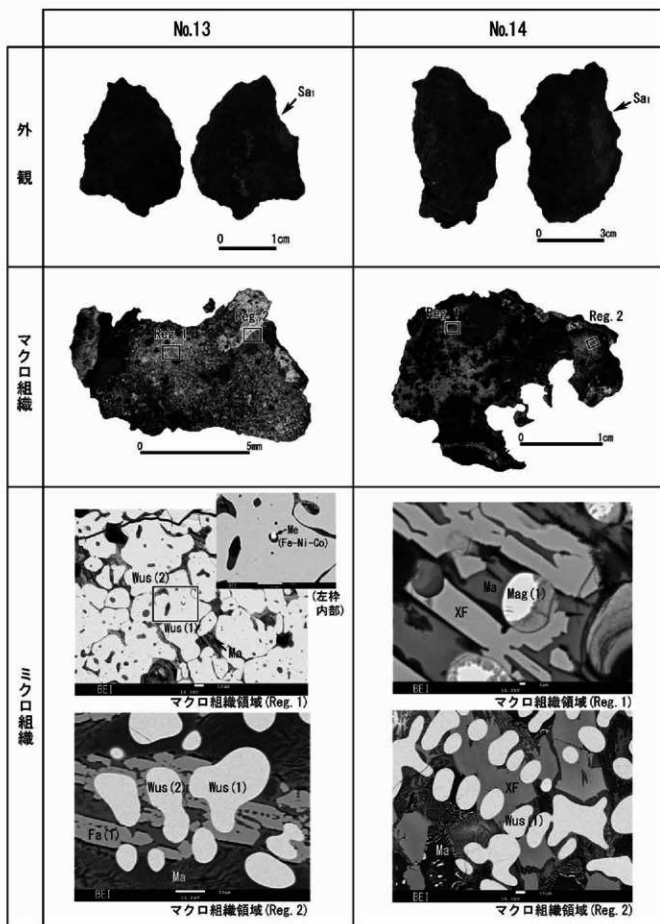 No.13
No.14
外観
Sa₁
0 1cm
Sa₁
0 3cm
マクロ組織
Reg. 1
Reg.
0 5mm
Reg. 1
Reg. 2
0 1cm
ミクロ組織
Me
(Fe-Ni-Co)
Wus(2)
Wus(1)
Ma
BEI
(左枠内部)
マクロ組織領域(Reg.1)
Ma
Mag(1)
XF
BEI
マクロ組織領域(Reg.1)
Wus(2)
Wus(1)
Fa(1)
Ma
BEI
マクロ組織領域(Reg.2)
XF
Wus(1)
Ma
BEI
マクロ組織領域(Reg.2)